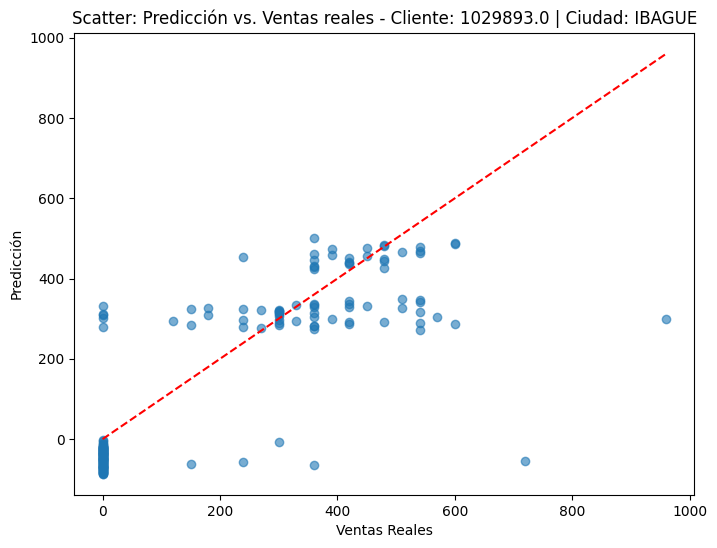 Scatter: Predicción vs. Ventas reales - Cliente: 1029893.0 | Ciudad: IBAGUE
1000
800
600
400
200
0
Predicción
0 200 400 600 800 1000
Ventas Reales